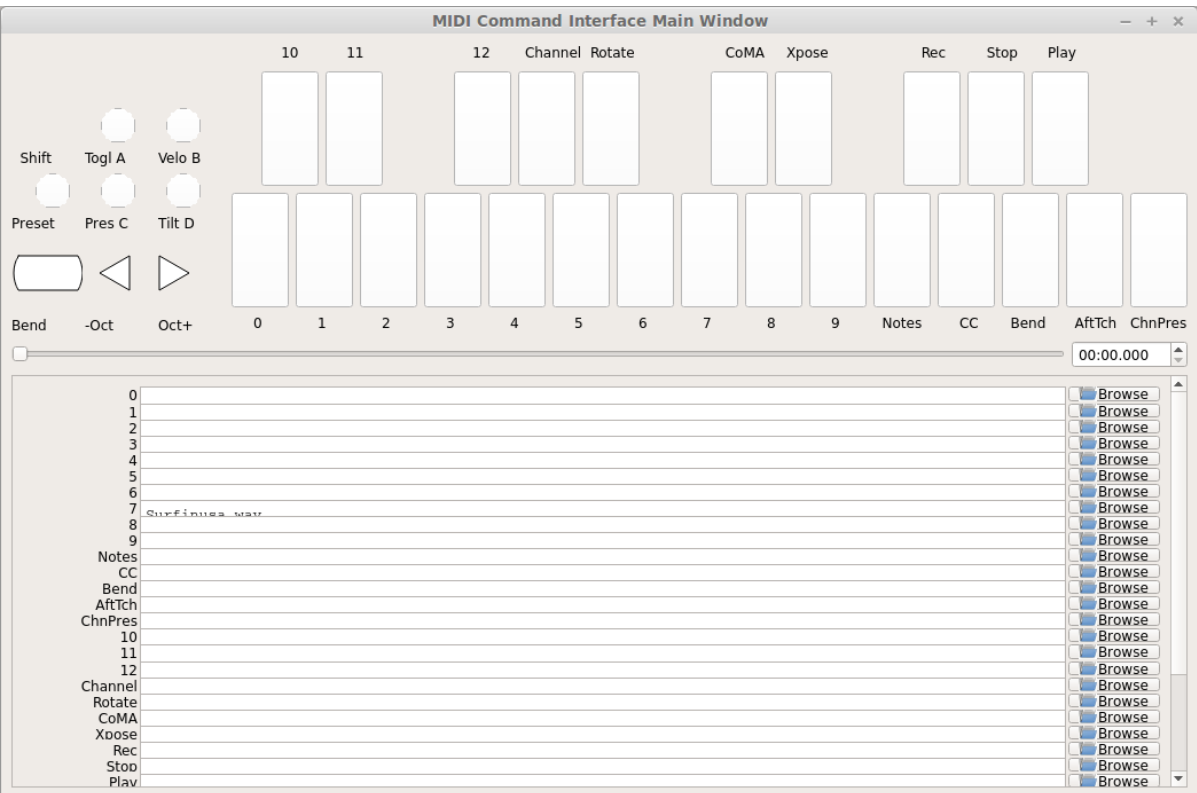 MIDI Command Interface Main Window
10 11 12 Channel Rotate CoMA Xpose Rec Stop Play
Shift Togl A Velo B
Preset Pres C Tilt D
Bend -Oct Oct+ 0 1 2 3 4 5 6 7 8 9 Notes CC Bend AftTch ChnPres
00:00.000
0 Browse
1 Browse
2 Browse
3 Browse
4 Browse
5 Browse
6 Browse
7 Surfinusa.wav Browse
8 Browse
9 Browse
Notes Browse
CC Browse
Bend Browse
AftTch Browse
ChnPres Browse
10 Browse
11 Browse
12 Browse
Channel Browse
Rotate Browse
CoMA Browse
Xpose Browse
Rec Browse
Stop Browse
Play Browse